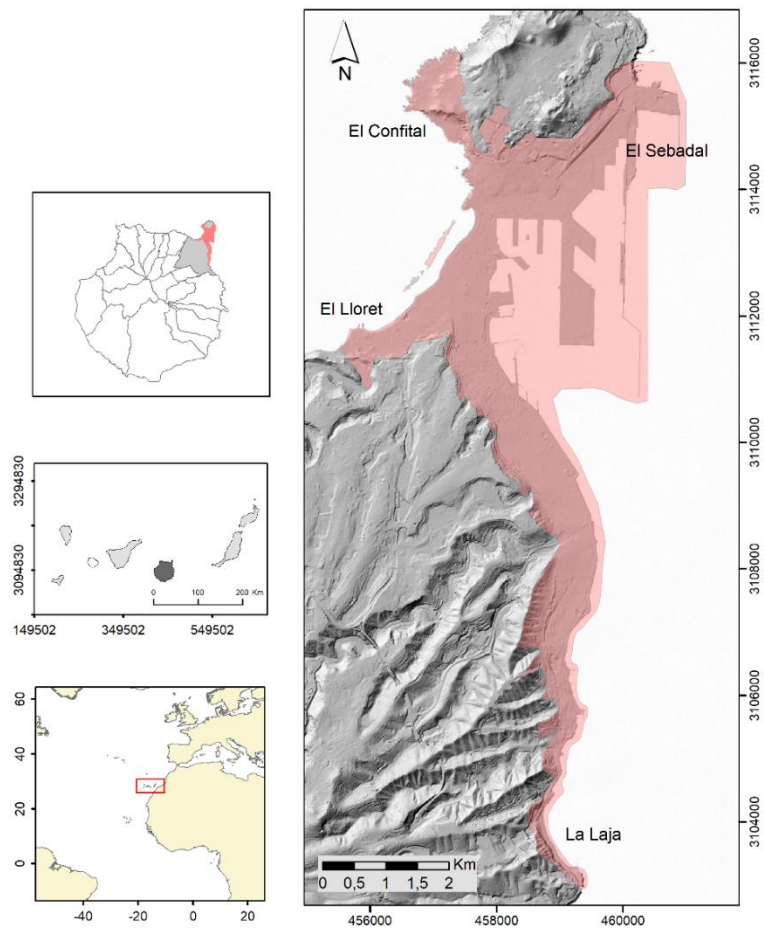 N
El Confital
El Sebadal
El Lloret
La Laja
Km
0 0,5 1 2
456000 458000 460000
3116000
3114000
3112000
3110000
3108000
3106000
3104000
3294830
3094830
0 100 200 Km
149502 349502 549502
60
40
20
0
-40 -20 0 20